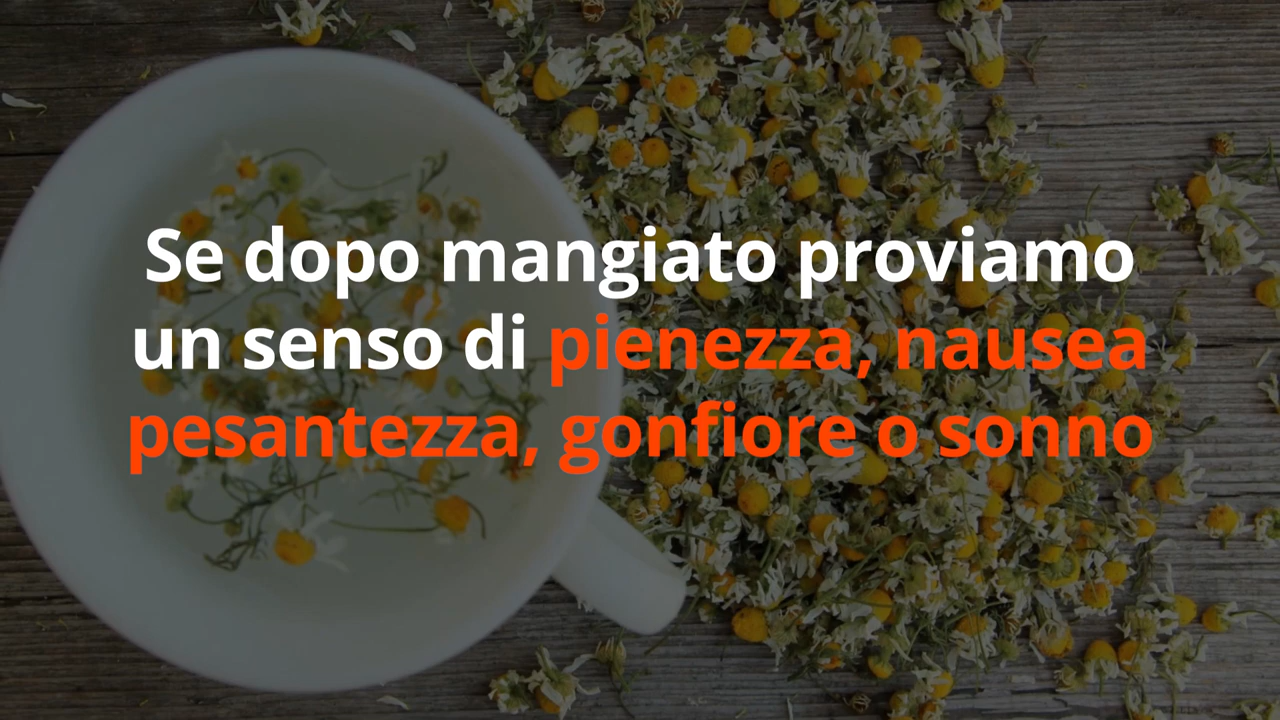 Se dopo mangiato proviamo
un senso di pienezza, nausea
pesantezza, gonfiore o sonno